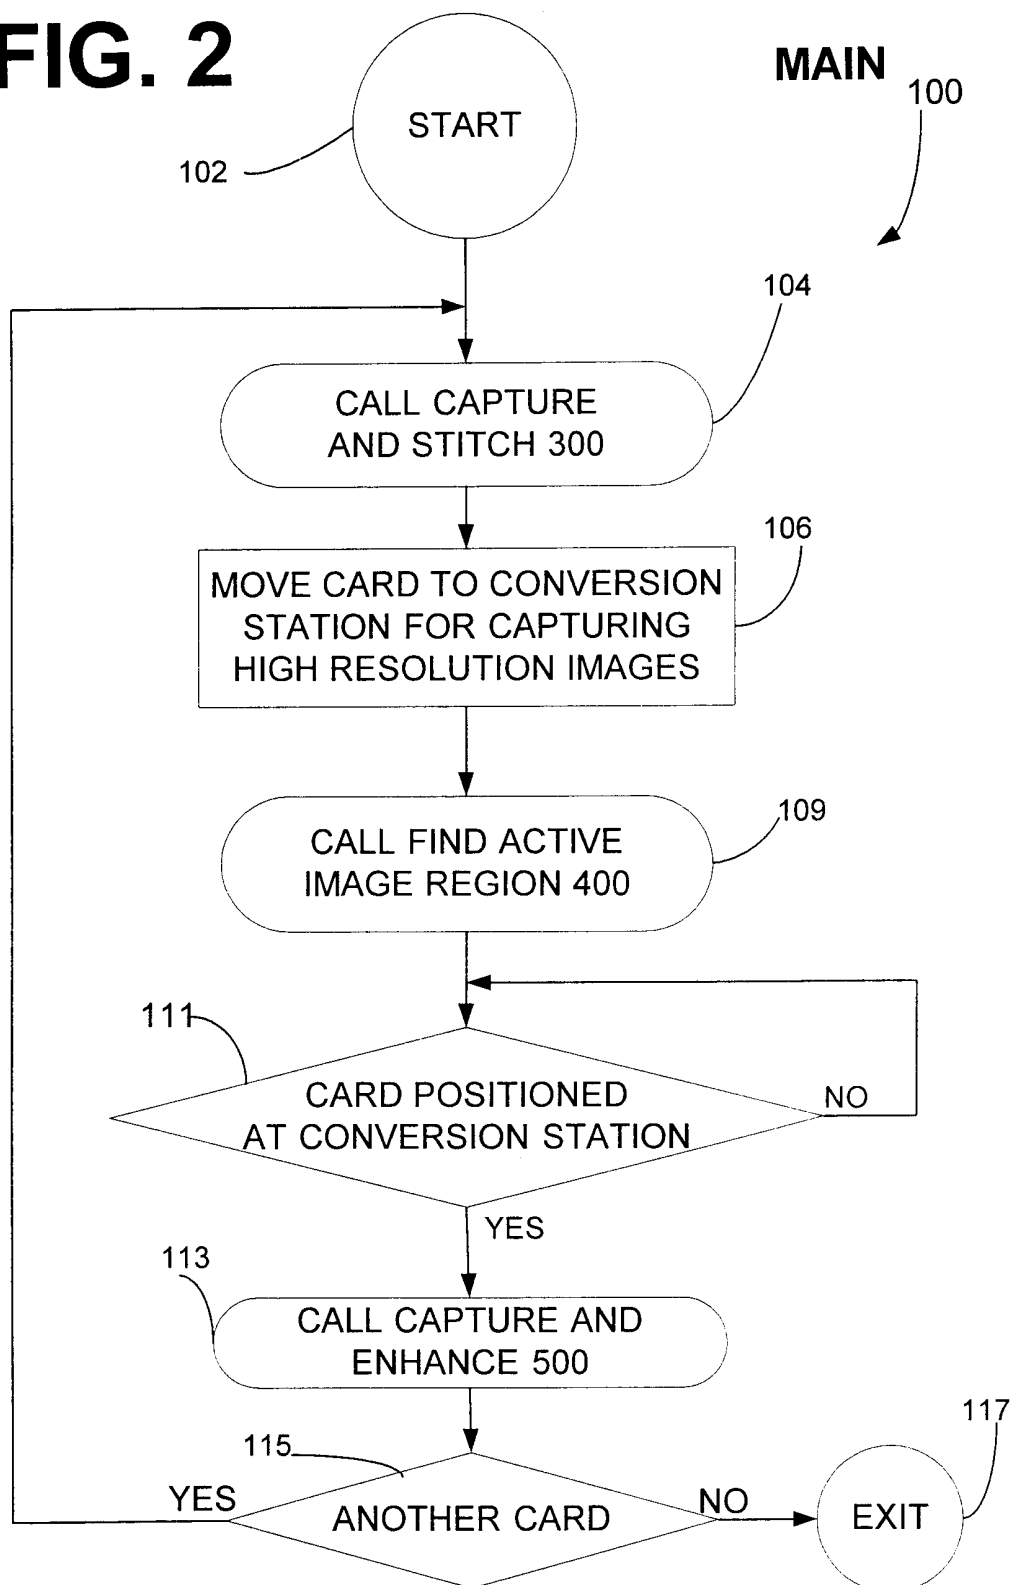 FIG. 2
MAIN
100
START
102
104
CALL CAPTURE
AND STITCH 300
106
MOVE CARD TO CONVERSION
STATION FOR CAPTURING
HIGH RESOLUTION IMAGES
109
CALL FIND ACTIVE
IMAGE REGION 400
111
CARD POSITIONED
AT CONVERSION STATION
NO
YES
113
CALL CAPTURE AND
ENHANCE 500
115
117
YES
ANOTHER CARD
NO
EXIT